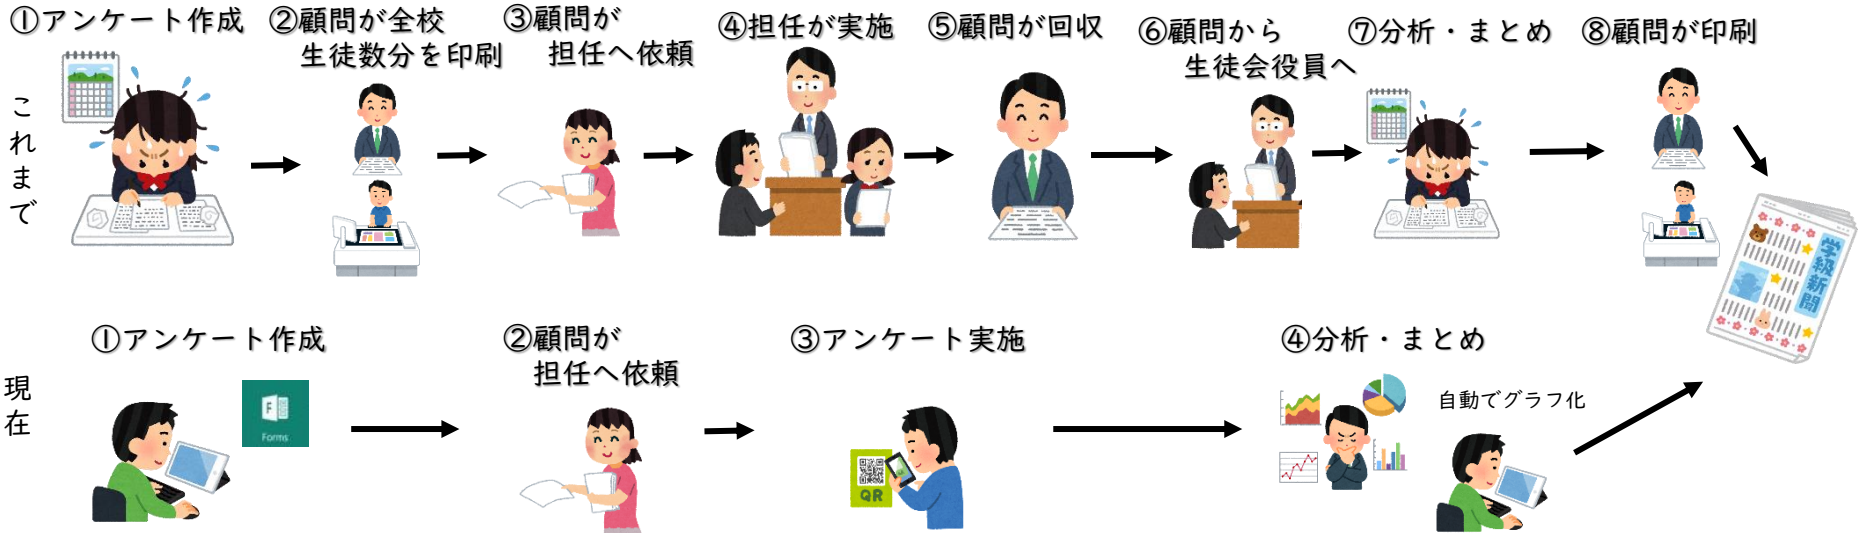 これまで
①アンケート作成
②顧問が全校
生徒数分を印刷
③顧問が
担任へ依頼
④担任が実施
⑤顧問が回収
⑥顧問から
生徒会役員へ
⑦分析・まとめ
⑧顧問が印刷
学級新聞
現在
①アンケート作成
F
Forms
②顧問が
担任へ依頼
③アンケート実施
QR
④分析・まとめ
自動でグラフ化